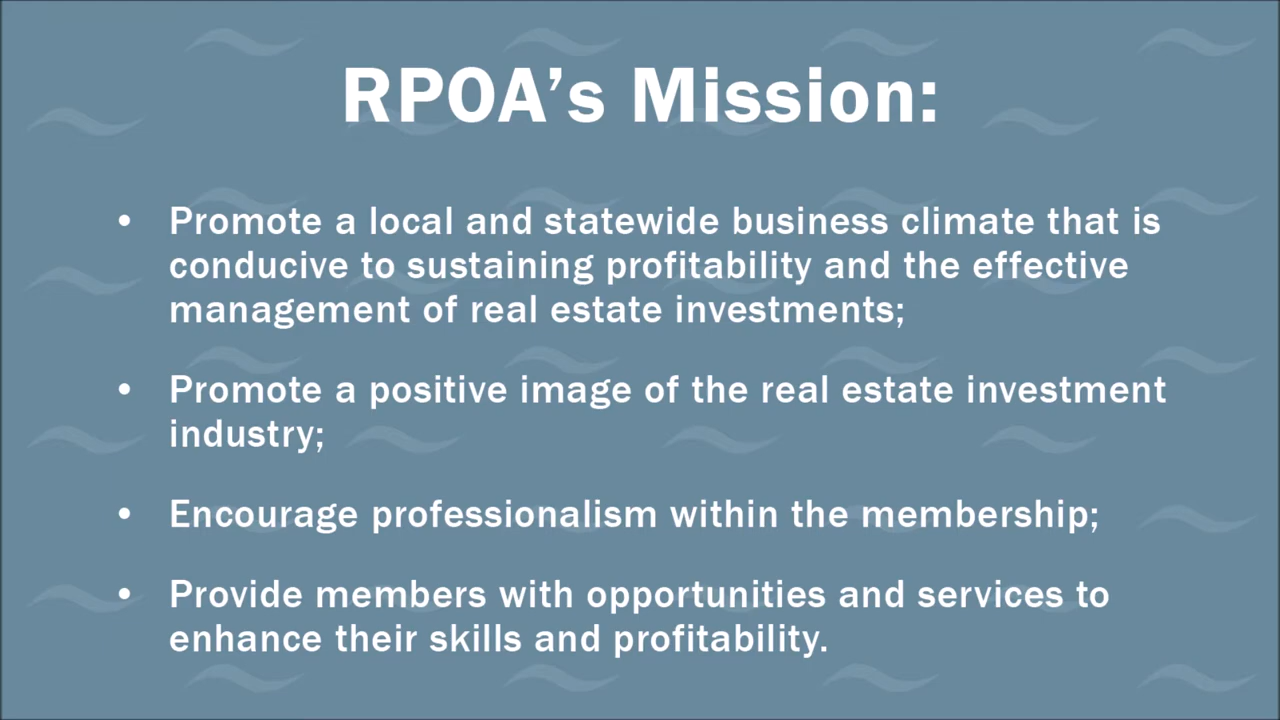 RPOA’s Mission:
• Promote a local and statewide business climate that is
conducive to sustaining profitability and the effective
management of real estate investments;
• Promote a positive image of the real estate investment
industry;
• Encourage professionalism within the membership;
• Provide members with opportunities and services to
enhance their skills and profitability.